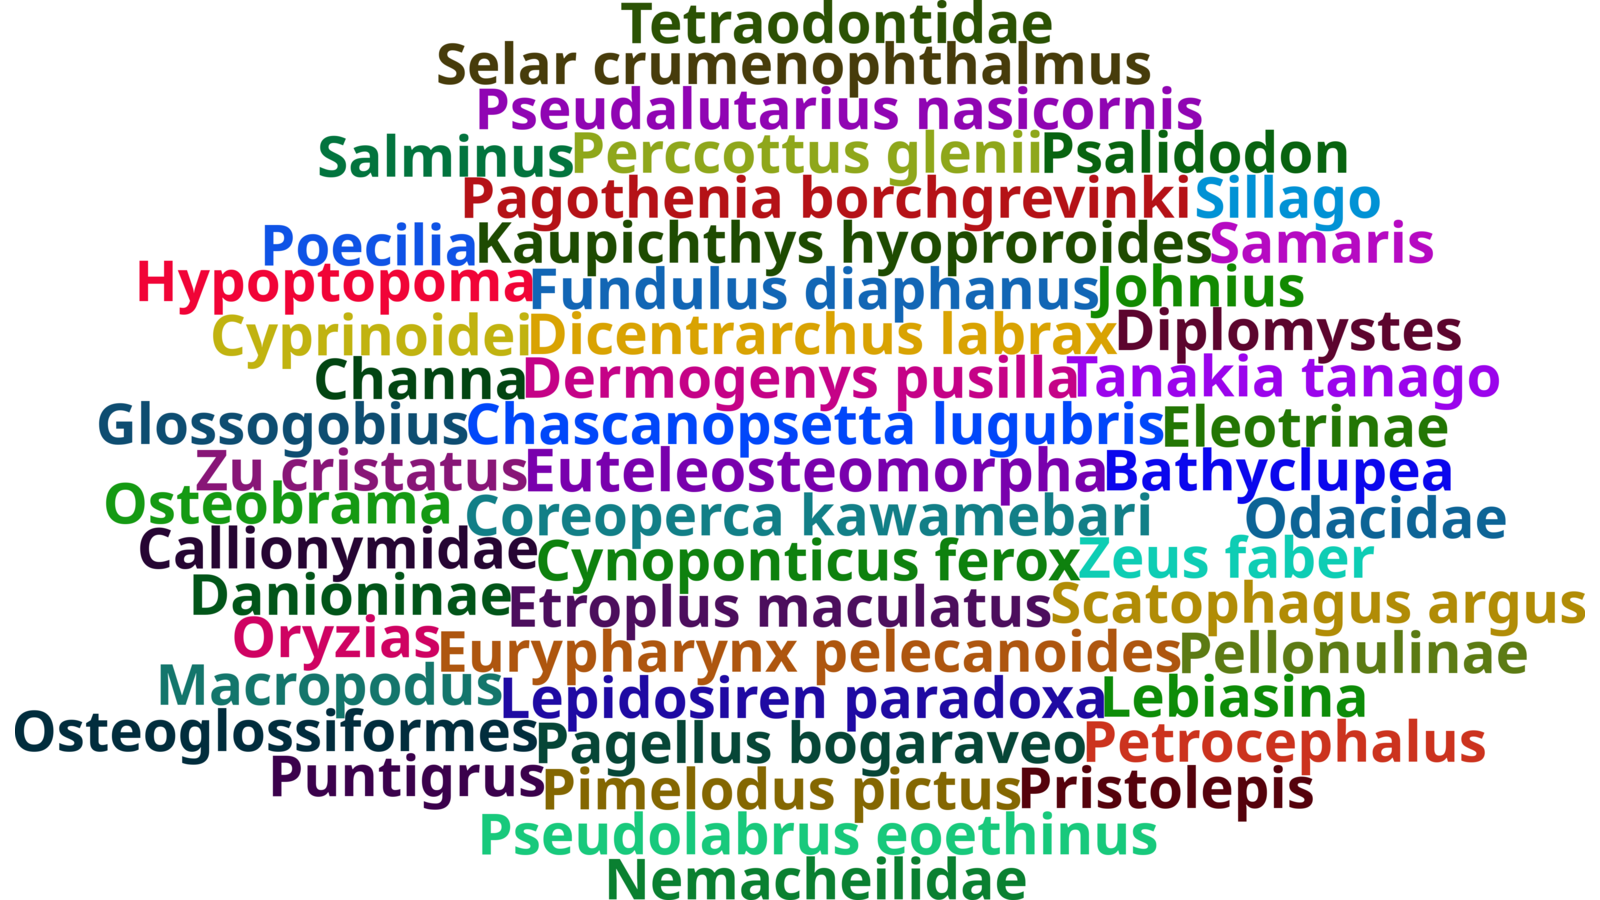 Tetraodontidae
Selar crumenophthalmus
Pseudalutarius nasicornis
Salminus Perccottus glenii Psalidodon
Pagothenia borchgrevinki Sillago
Poecilia Kaupichthys hyoproroides Samaris
Hypoptopoma Fundulus diaphanus Johnius
Cyprinoidei Dicentrarchus labrax Diplomystes
Channa Dermogenys pusilla Tanakia tanago
Glossogobius Chascanopsetta lugubris Eleotrinae
Zu cristatus Euteleosteomorpha Bathyclupea
Osteobrama Coreoperca kawamebari Odacidae
Callionymidae Cynoponticus ferox Zeus faber
Danioninae Etroplus maculatus Scatophagus argus
Oryzias Eurypharynx pelecanoides Pellonulinae
Macropodus Lepidosiren paradoxa Lebiasina
Osteoglossiformes Pagellus bogaraveo Petrocephalus
Puntigrus Pimelodus pictus Pristolepis
Pseudolabrus eoethinus
Nemacheilidae